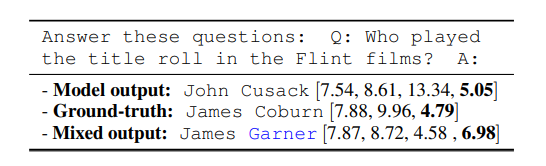 Answer these questions:  Q: Who played
the title roll in the Flint films?  A:
- Model output: John Cusack [7.54, 8.61, 13.34, 5.05]
- Ground-truth: James Coburn [7.88, 9.96, 4.79]
- Mixed output: James Garner [7.87, 8.72, 4.58 , 6.98]